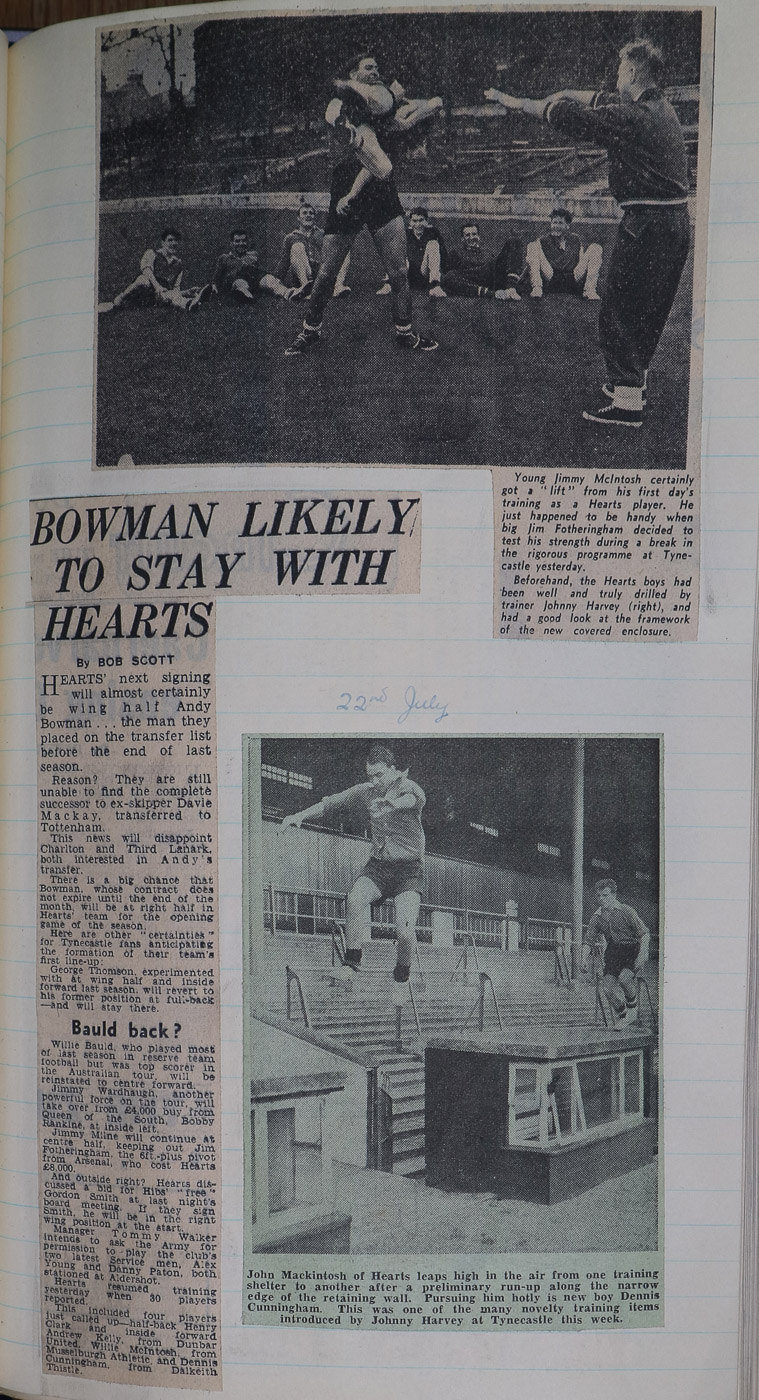 Young Jimmy McIntosh certainly
got a "lift" from his first day's
training as a Hearts player. He
just happened to be handy when
big Jim Fotheringham decided to
test his strength during a break in
the rigorous programme at Tyne-
castle yesterday.
Beforehand, the Hearts boys had
been well and truly drilled by
trainer Johnny Harvey (right), and
had a good look at the framework
of the new covered enclosure.
BOWMAN LIKELY
TO STAY WITH
HEARTS
By BOB SCOTT
HEARTS' next signing
will almost certainly
be wing half Andy
Bowman . . . the man they
placed on the transfer list
before the end of last
season.
Reason? They are still
unable to find the complete
successor to ex-skipper Davie
Mackay, transferred to
Tottenham.
This news will disappoint
Charlton and Third Lanark,
both interested in Andy's
transfer.
There is a big chance that
Bowman, whose contract does
not expire until the end of the
month, will be at right half in
Hearts' team for the opening
game of the season.
Here are other "certainties"
for Tynecastle fans anticipating
the formation of their team's
first line-up:
George Thomson, experimented
with at wing half and inside
forward last season, will revert to
his former position at full-back
—and will stay there.
Bauld back?
Willie Bauld, who played most
of last season in reserve team
football but was top scorer in
the Australian tour, will be
reinstated to centre forward.
Jimmy Wardhaugh, another
powerful force on the tour, will
take over from £4,000 buy from
Queen of the South, Bobby
Rankine, at inside left.
Jimmy Milne will continue at
centre half, keeping out Jim
Fotheringham, the 6ft.-plus pivot
from Arsenal, who cost Hearts
£8,000.
And outside right? Hearts dis-
cussed a bid for Hibs' "free"
Gordon Smith at last night's
board meeting. If they sign
Smith, he will be in the right
wing position at the start.
Manager Tommy Walker
intends to ask the Army for
permission to play the club's
two latest Service men, Alex
Young and Danny Paton, both
stationed at Aldershot.
Hearts resumed training
yesterday when 30 players
reported.
This included four players
just called up—half-back Henry
Clark and inside forward
Andrew Kelly, from Dunbar
United, Willie McIntosh, from
Musselburgh Athletic, and Dennis
Cunningham, from Dalkeith
Thistle.
22nd July
John Mackintosh of Hearts leaps high in the air from one training
shelter to another after a preliminary run-up along the narrow
edge of the retaining wall. Pursuing him hotly is new boy Dennis
Cunningham. This was one of the many novelty training items
introduced by Johnny Harvey at Tynecastle this week.